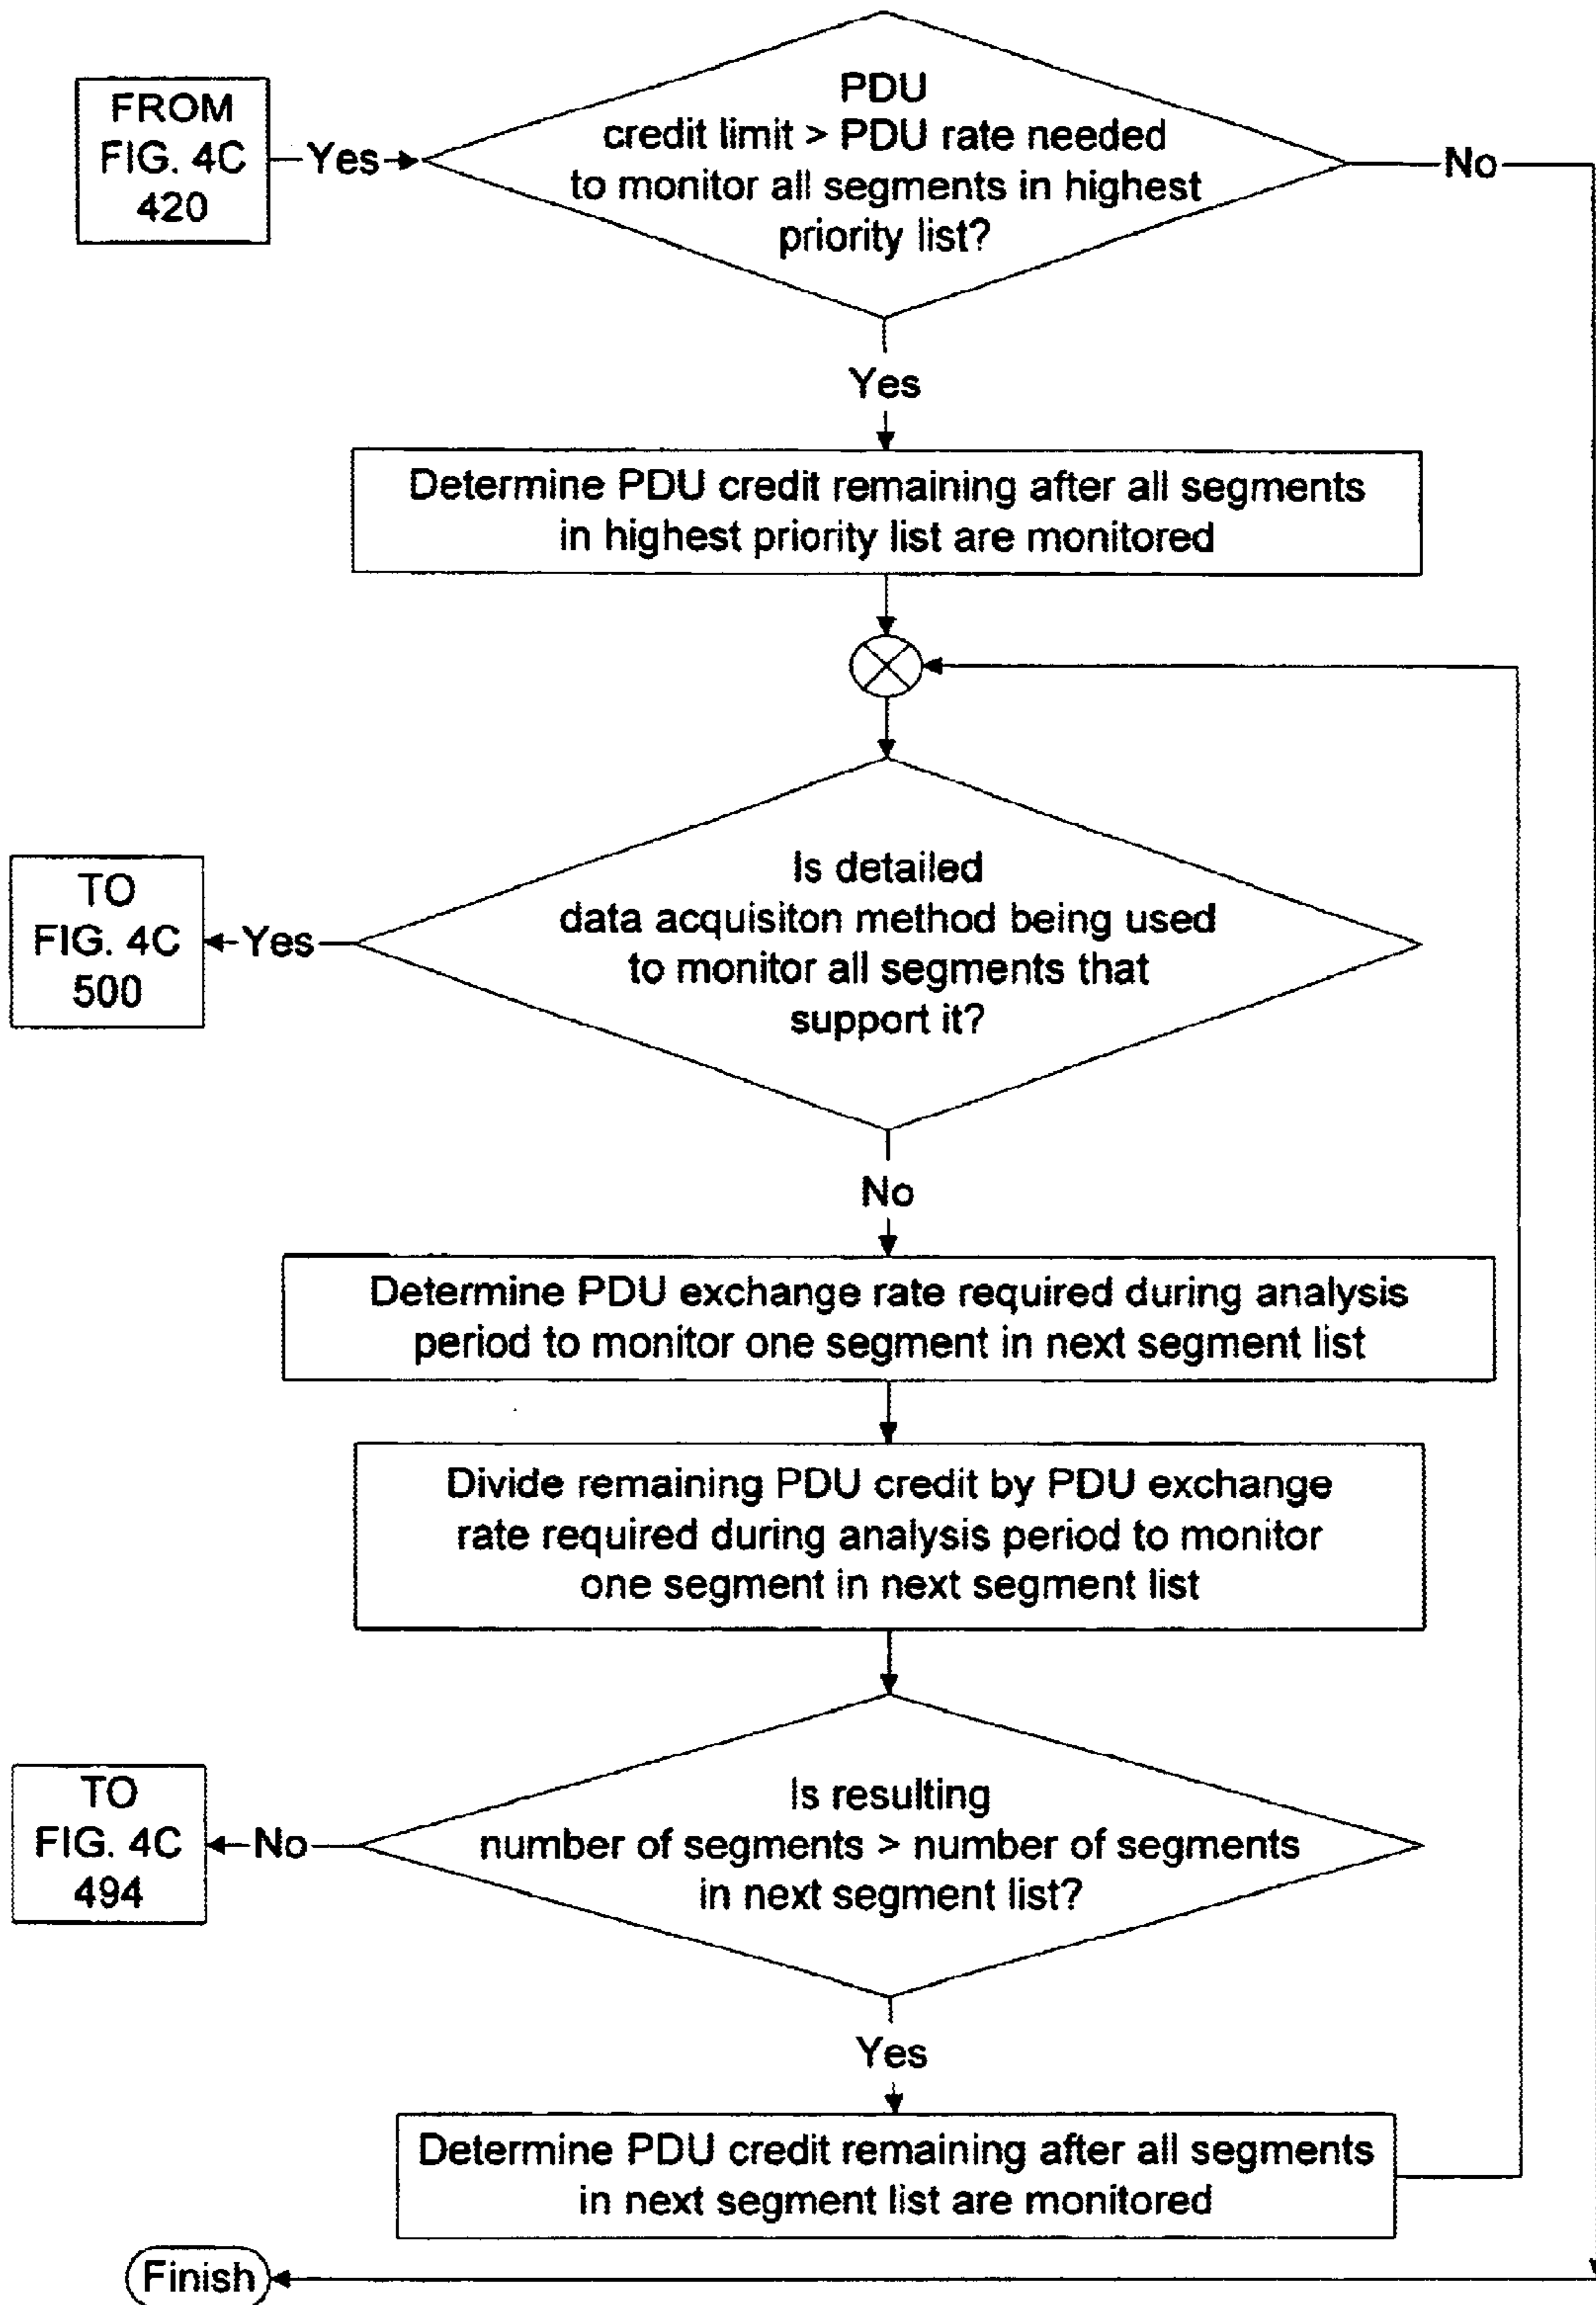 FROM
FIG. 4C
420
Yes
PDU
credit limit > PDU rate needed
to monitor all segments in highest
priority list?
No
Yes
Determine PDU credit remaining after all segments
in highest priority list are monitored
Is detailed
data acquisiton method being used
to monitor all segments that
support it?
Yes
TO
FIG. 4C
500
No
Determine PDU exchange rate required during analysis
period to monitor one segment in next segment list
Divide remaining PDU credit by PDU exchange
rate required during analysis period to monitor
one segment in next segment list
Is resulting
number of segments > number of segments
in next segment list?
No
TO
FIG. 4C
494
Yes
Determine PDU credit remaining after all segments
in next segment list are monitored
Finish